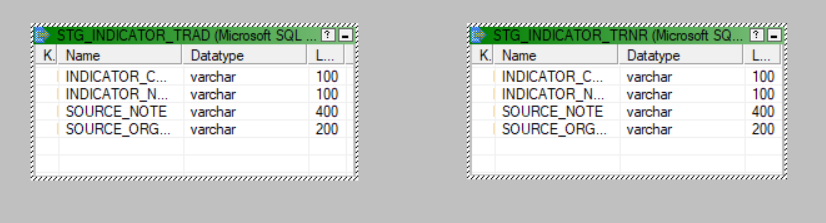 STG_INDICATOR_TRAD (Microsoft SQL ...
K. Name Datatype L...
INDICATOR_C... varchar 100
INDICATOR_N... varchar 100
SOURCE_NOTE varchar 400
SOURCE_ORG... varchar 200
STG_INDICATOR_TRNR (Microsoft SQ...
K. Name Datatype L...
INDICATOR_C... varchar 100
INDICATOR_N... varchar 100
SOURCE_NOTE varchar 400
SOURCE_ORG... varchar 200